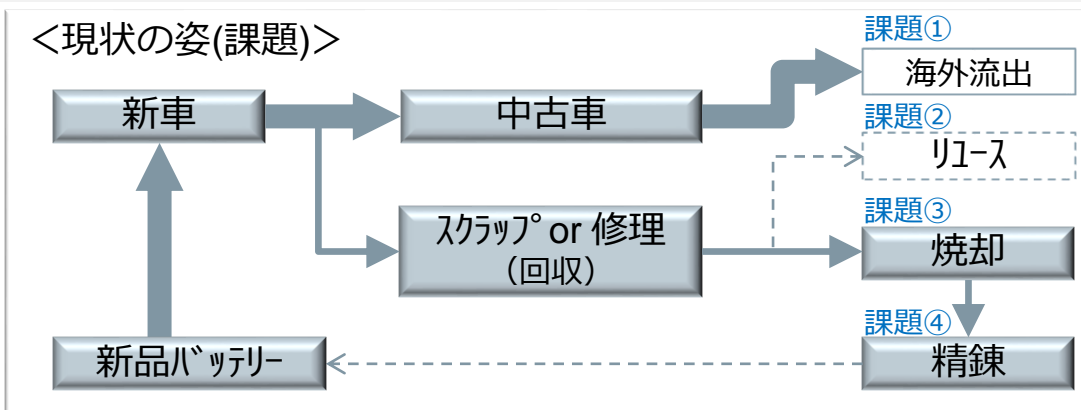 <現状の姿(課題)>
課題①
海外流出
新車
中古車
課題②
ﾘﾕｰｽ
課題③
ｽｸﾗｯﾌﾟ or 修理
（回収）
焼却
課題④
新品ﾊﾞｯﾃﾘｰ
精錬